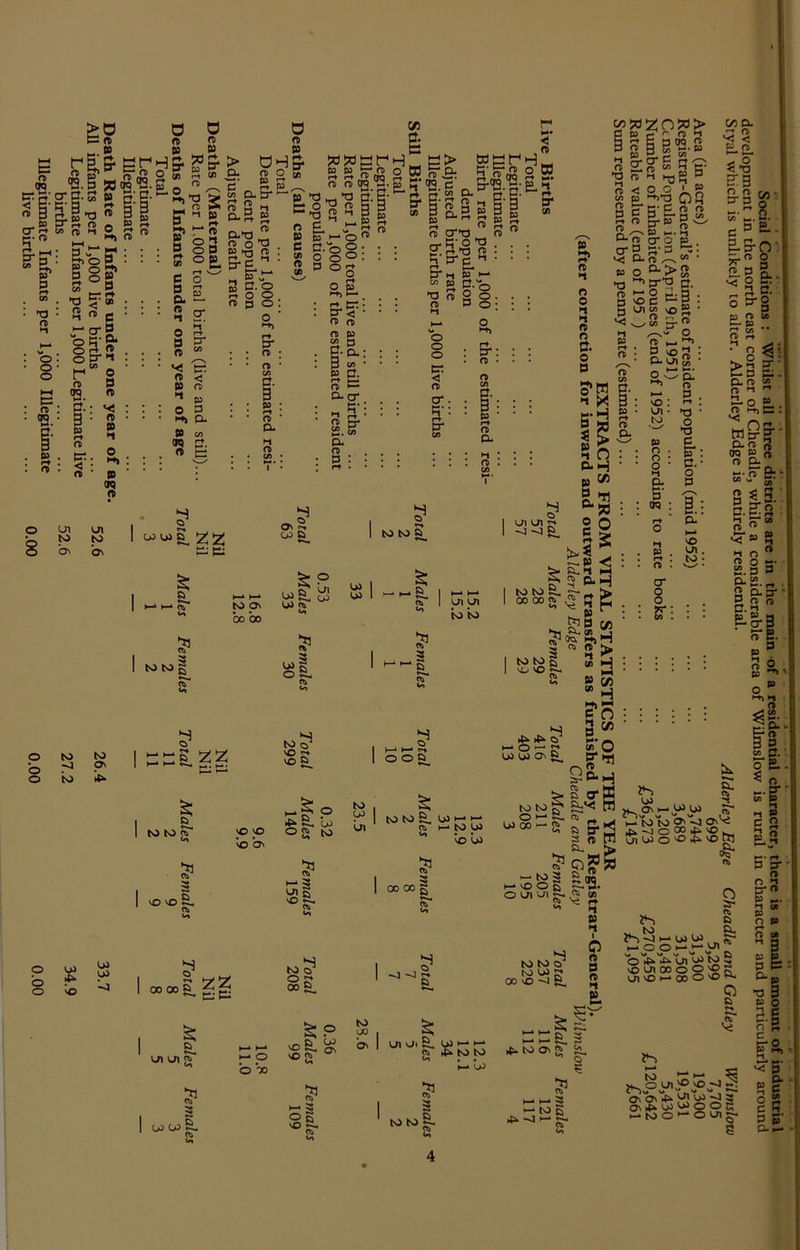 Social Conditions : Whilst all three districts are in the main of a residential character, there is a small amount of industrial
development in the north east corner of Cheadle, while a considerable area of Wilmslow is rural in character and particularly around
Styal which is unlikely to alter. Alderley Edge is entirely residential.
Alderley Edge Cheadle and Gatley Wilmslow
Area (in acres) ... 699 5,299 7,705
Registrar-General's estimate of resident population (mid 1952) 3,744 31,300 19,300
Census Population (April 9th, 1951) ... 3,689 31,508 19,531
Number of inhabited houses (end of 1952) according to rate books 1,200 10,481 5,430
Rateable value (end of 1951) ... £36,273 £274,459 £120,642
Sum represented by a penny rate (estimated) ... £145 £1,095 £661
EXTRACTS FROM VITAL STATISTICS OF THE YEAR
(after correction for inward and outward transfers as furnished by the Registrar-General).
Alderley Edge Cheadle and Gatley Wilmslow
Live Births Total Males Females Total Males Females Total Males Females
Total ... 57 28 29 416 211 205 237 116 121
Legitimate ... 57 28 29 403 208 195 229 112 117
Illegitimate ... — — — 13 3 10 8 4 4
Birth rate per 1,000 of the estimated resi-
dent population ... 15.2 13.3 12.3
Adjusted birth rate ... 15.2 12.9 12.1
Illegitimate births per 1,000 live births ... — 31.1 34
Still Births Total Males Females Total Males Females Total Males Females
Total ... 2 1 1 10 2 8 7 5 2
Legitimate ... 2 1 1 10 2 8 7 5 2
Illegitimate ... — — — — — — — — —
Rate per 1,000 total live and still births ... 33 23.5 28.6
Rate per 1,000 of the estimated resident
population ... 0.53 0.32 0.36
Deaths (all causes) Total Males Females Total Males Females Total Males Females
Total ... 63 33 30 299 140 159 208 99 109
Death rate per 1,000 of the estimated resi-
dent population ... 16.8 9.6 10.8
Adjusted death rate ... 12.8 9.9 11.0
Deaths (Maternal) ... Nil Nil Nil
Rate per 1,000 total births (live and still)... Nil Nil Nil
Deaths of Infants under one year of age Total Males Females Total Males Females Total Males Females
Total ... 3 1 2 11 2 9 8 5 3
Legitimate ... 3 1 2 11 2 9 8 5 3
Illegitimate ... — — — — — — — — —
Death Rate of Infants under one year of age.
All infants per 1,000 live births ... 52.6 26.4 33.7
Legitimate Infants per 1,000 Legitimate live
births ... 52.6 27.2 34.9
Illegitimate Infants per 1,000 Illegitimate
live births ... 0.00 0.00 0.00
4